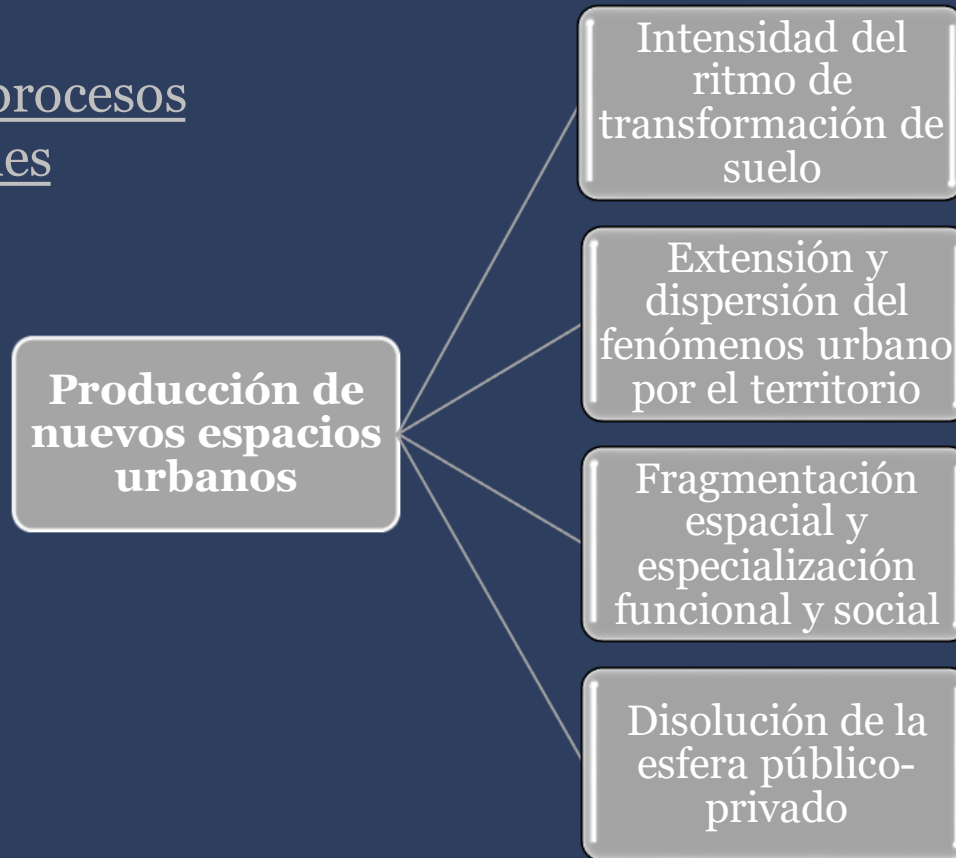 procesos
es
Producción de
nuevos espacios
urbanos
Intensidad del
ritmo de
transformación de
suelo
Extensión y
dispersión del
fenómenos urbano
por el territorio
Fragmentación
espacial y
especialización
funcional y social
Disolución de la
esfera público-
privado